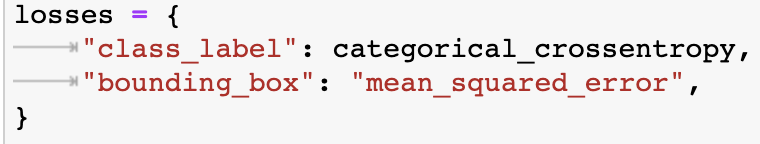 losses = {
"class_label": categorical_crossentropy,
"bounding_box": "mean_squared_error",
}